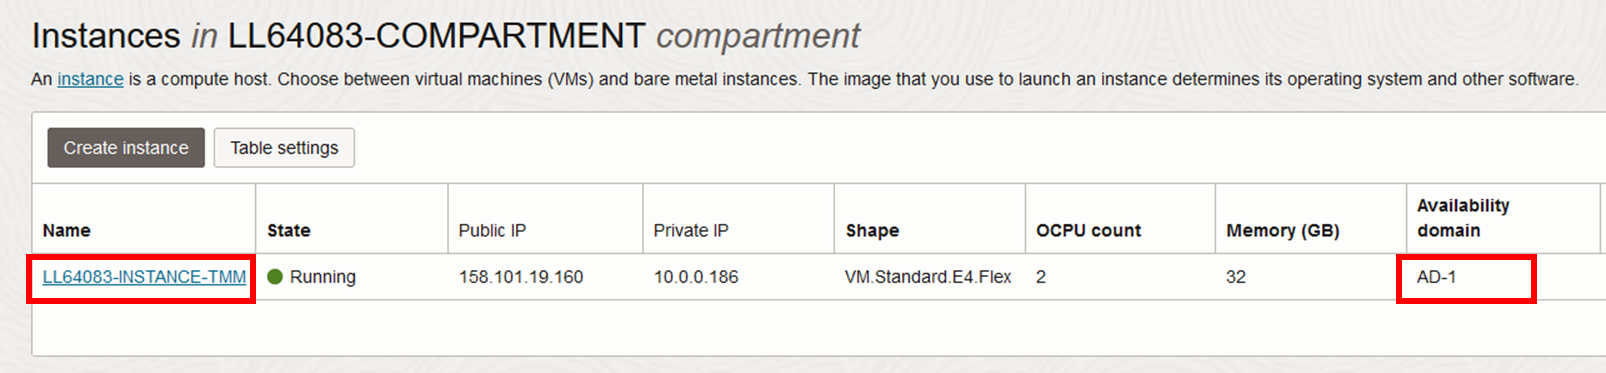 Instances in LL64083-COMPARTMENT compartment
An instance is a compute host. Choose between virtual machines (VMs) and bare metal instances. The image that you use to launch an instance determines its operating system and other software.
Create instance Table settings
Name State Public IP Private IP Shape OCPU count Memory (GB) Availability domain
LL64083-INSTANCE-TMM Running 158.101.19.160 10.0.0.186 VM.Standard.E4.Flex 2 32 AD-1